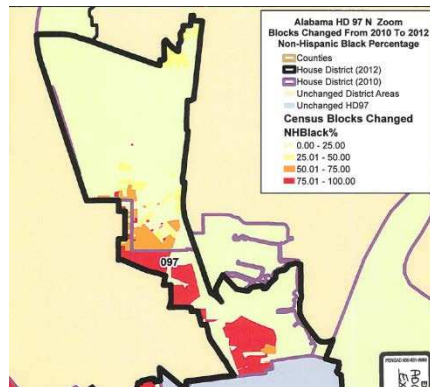 Alabama HD 97 N Zoom
Blocks Changed From 2010 To 2012
Non-Hispanic Black Percentage
Counties
House District (2012)
House District (2010)
Unchanged District Areas
Unchanged HD97
Census Blocks Changed
NHBlack%
0.00 - 25.00
25.01 - 50.00
50.01 - 75.00
75.01 - 100.00
097